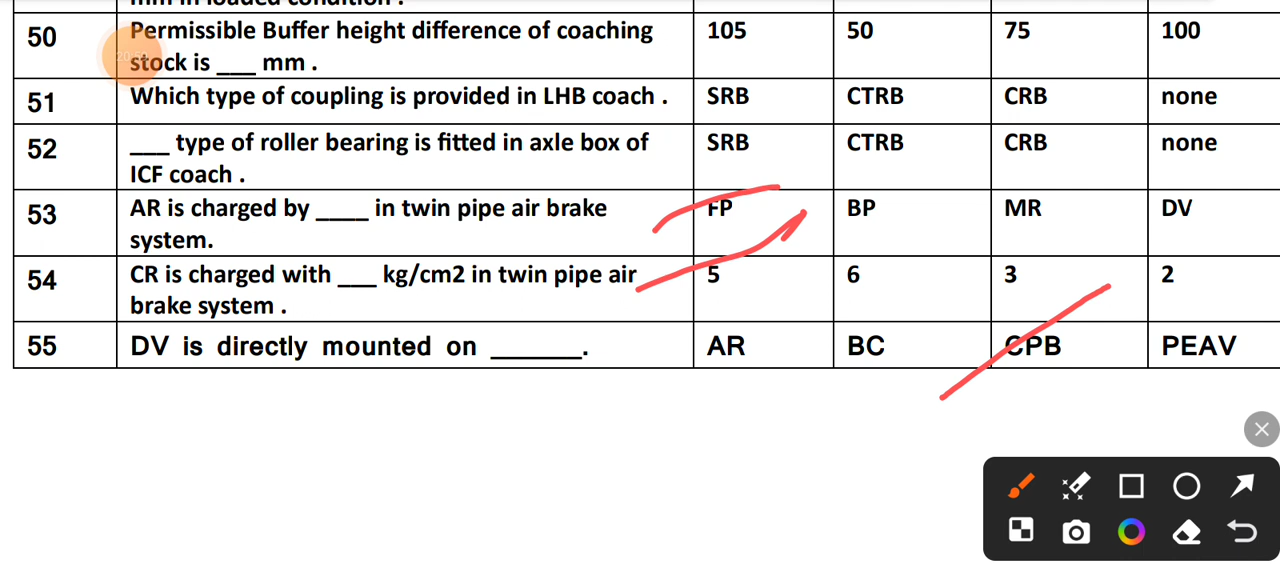 mm in loaded condition .
50 Permissible Buffer height difference of coaching 105 50 75 100
stock is ___ mm .
51 Which type of coupling is provided in LHB coach . SRB CTRB CRB none
52 ___ type of roller bearing is fitted in axle box of SRB CTRB CRB none
ICF coach .
53 AR is charged by ____ in twin pipe air brake FP BP MR DV
system.
54 CR is charged with ___ kg/cm2 in twin pipe air 5 6 3 2
brake system .
55 DV is directly mounted on ______. AR BC CPB PEAV